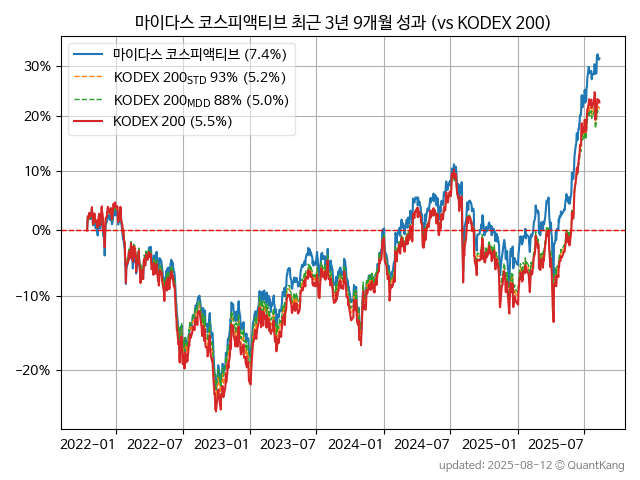 마이다스 코스피액티브 최근 3년 9개월 성과 (vs KODEX 200)
마이다스 코스피액티브 (7.4%)
KODEX 200STD 93% (5.2%)
KODEX 200MDD 88% (5.0%)
KODEX 200 (5.5%)
30%
20%
10%
0%
−10%
−20%
2022-01 2022-07 2023-01 2023-07 2024-01 2024-07 2025-01 2025-07
updated: 2025-08-12 © QuantKang